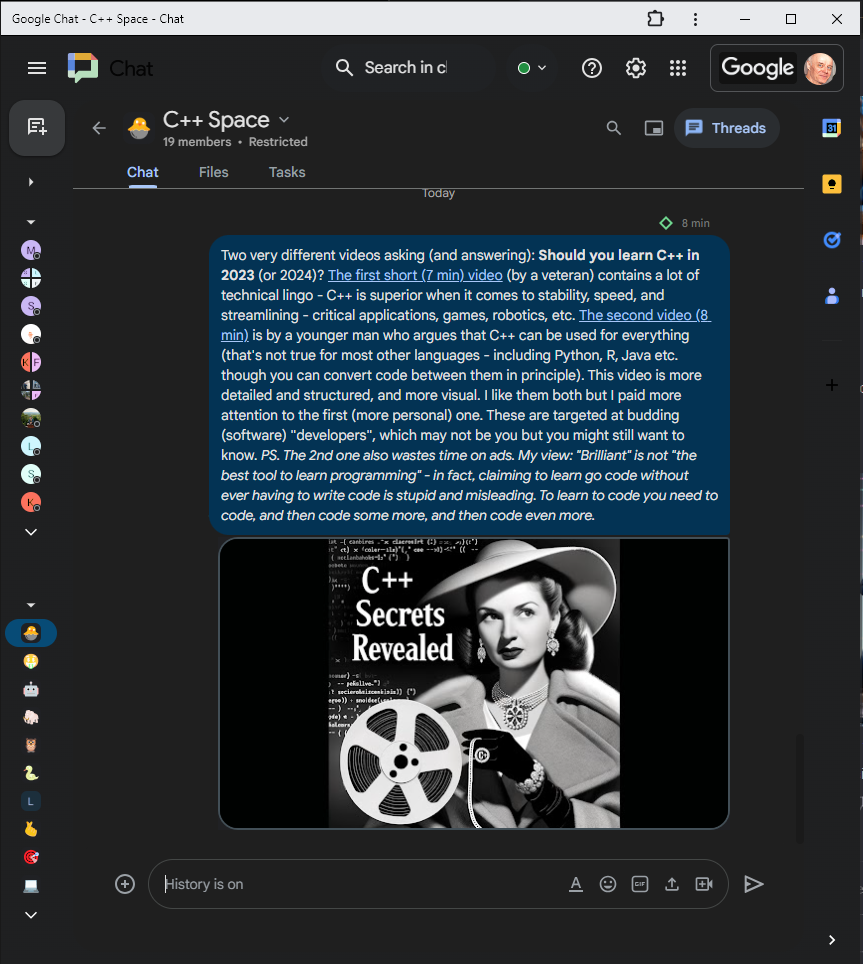 Google Chat - C++ Space - Chat
Chat
Search in cl
Google
C++ Space
19 members • Restricted
Threads
31
Chat Files Tasks
Today
8 min
Two very different videos asking (and answering): Should you learn C++ in
2023 (or 2024)? The first short (7 min) video (by a veteran) contains a lot of
technical lingo - C++ is superior when it comes to stability, speed, and
streamlining - critical applications, games, robotics, etc. The second video (8
min) is by a younger man who argues that C++ can be used for everything
(that's not true for most other languages - including Python, R, Java etc.
though you can convert code between them in principle). This video is more
detailed and structured, and more visual. I like them both but I paid more
attention to the first (more personal) one. These are targeted at budding
(software) "developers", which may not be you but you might still want to
know. PS. The 2nd one also wastes time on ads. My view: "Brilliant" is not "the
best tool to learn programming" - in fact, claiming to learn go code without
ever having to write code is stupid and misleading. To learn to code you need to
code, and then code some more, and then code even more.
C++
Secrets
Revealed
M
S
K F
L
S
K
L
History is on
GIF